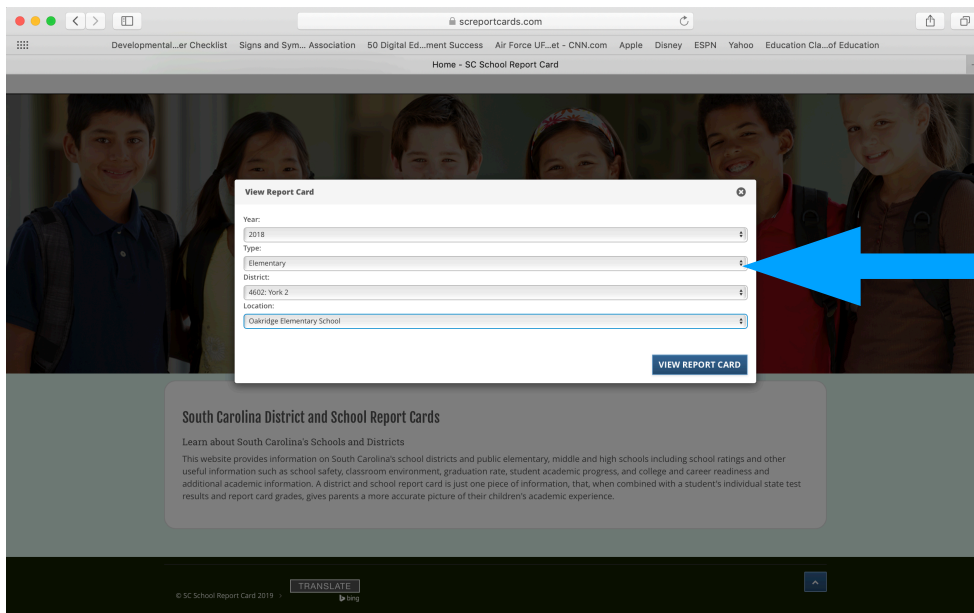 screportcards.com
Developmental...er Checklist Signs and Sym... Association 50 Digital Ed...ment Success Air Force UF...et - CNN.com Apple Disney ESPN Yahoo Education Cla...of Education
Home - SC School Report Card
View Report Card
Year:
2018
Type:
Elementary
District:
4602: York 2
Location:
Oakridge Elementary School
VIEW REPORT CARD
South Carolina District and School Report Cards
Learn about South Carolina's Schools and Districts
This website provides information on South Carolina's school districts and public elementary, middle and high schools including school ratings and other
useful information such as school safety, classroom environment, graduation rate, student academic progress, and college and career readiness and
additional academic information. A district and school report card is just one piece of information, that, when combined with a student's individual state test
results and report card grades, gives parents a more accurate picture of their children's academic experience.
© SC School Report Card 2019 ›
TRANSLATE
bing